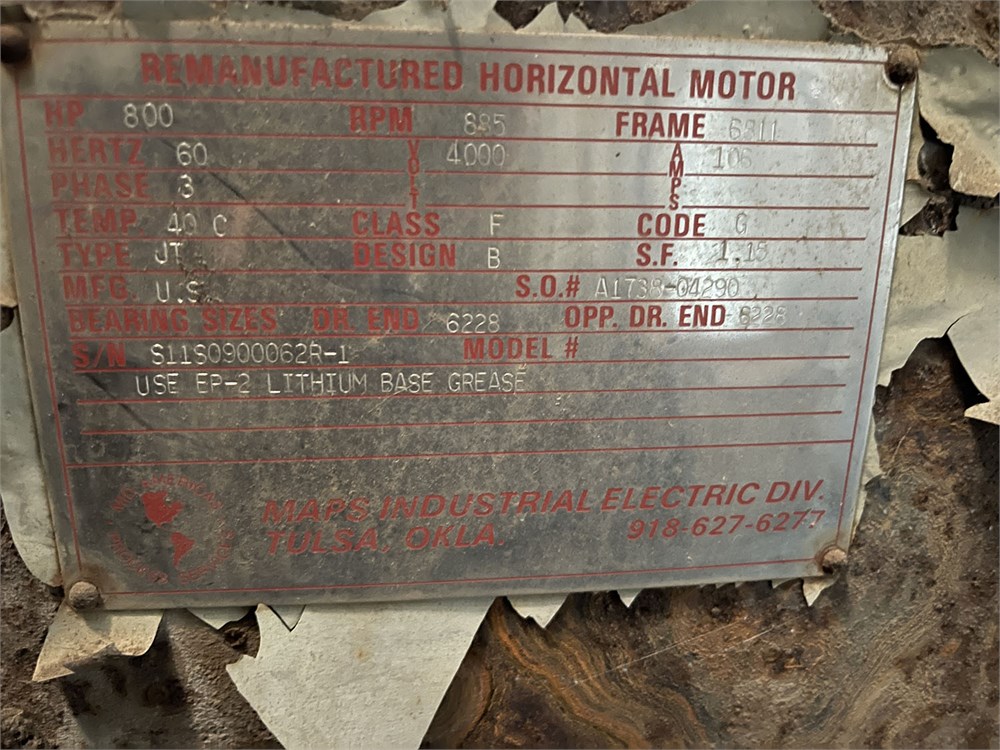 REMANUFACTURED HORIZONTAL MOTOR
HP 800 RPM 885 FRAME 6811
HERTZ 60 VOLT 4000 AMPS 106
PHASE 3
TEMP 40 C CLASS F CODE G
TYPE JT DESIGN B S.F. 1.15
MFG. U.S. S.O.# A1738-04290
BEARING SIZES DR. END 6228 OPP. DR. END 6228
S/N S11S0900062R-1 MODEL #
USE EP-2 LITHIUM BASE GREASE
MAPS INDUSTRIAL ELECTRIC DIV.
TULSA, OKLA. 918-627-6277